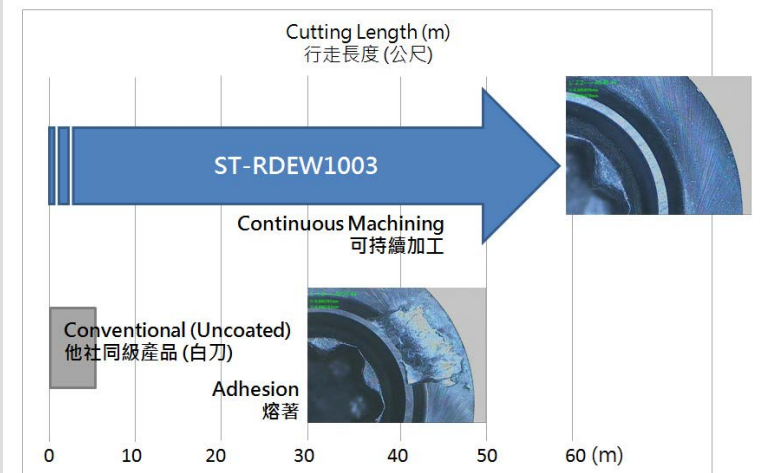 Cutting Length (m)
行走長度 (公尺)
ST-RDEW1003
Continuous Machining
可持續加工
Conventional (Uncoated)
他社同級產品 (白刀)
Adhesion
熔著
0 10 20 30 40 50 60 (m)